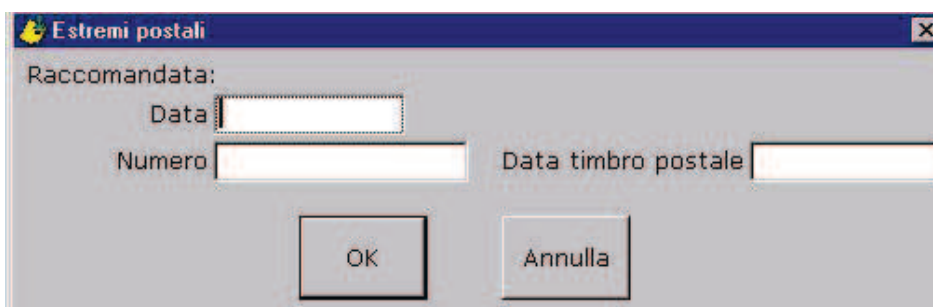 Estremi postali
Raccomandata:
Data
Numero Data timbro postale
OK Annulla